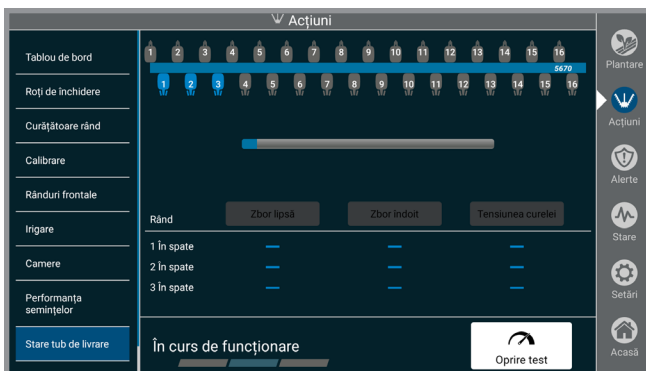 Acțiuni
Tablou de bord
Roți de închidere
Curățătoare rând
Calibrare
Rânduri frontale
Irigare
Camere
Performanța
semințelor
Stare tub de livrare
1 2 3 4 5 6 7 8 9 10 11 12 13 14 15 16
5670
1 2 3 4 5 6 7 8 9 10 11 12 13 14 15 16
Rând Zbor lipsă Zbor îndoit Tensiunea curelei
1 În spate
2 În spate
3 În spate
În curs de funcționare
Oprire test
Plantare
Acțiuni
Alerte
Stare
Setări
Acasă